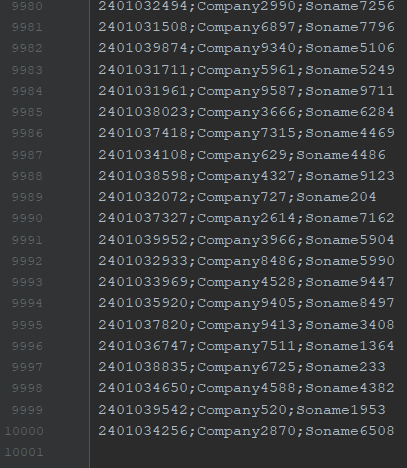 9980 2401032494;Company2990;Soname7256
9981 2401031508;Company6897;Soname7796
9982 2401039874;Company9340;Soname5106
9983 2401031711;Company5961;Soname5249
9984 2401031961;Company9587;Soname9711
9985 2401038023;Company3666;Soname6284
9986 2401037418;Company7315;Soname4469
9987 2401034108;Company629;Soname4486
9988 2401038598;Company4327;Soname9123
9989 2401032072;Company727;Soname204
9990 2401037327;Company2614;Soname7162
9991 2401039952;Company3966;Soname5904
9992 2401032933;Company8486;Soname5990
9993 2401033969;Company4528;Soname9447
9994 2401035920;Company9405;Soname8497
9995 2401037820;Company9413;Soname3408
9996 2401036747;Company7511;Soname1364
9997 2401038835;Company6725;Soname233
9998 2401034650;Company4588;Soname4382
9999 2401039542;Company520;Soname1953
10000 2401034256;Company2870;Soname6508
10001